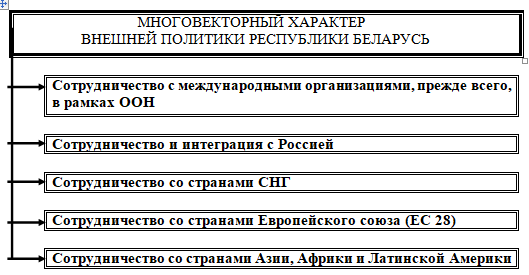 МНОГОВЕКТОРНЫЙ ХАРАКТЕР
ВНЕШНЕЙ ПОЛИТИКИ РЕСПУБЛИКИ БЕЛАРУСЬ
Сотрудничество с международными организациями, прежде всего,
в рамках ООН
Сотрудничество и интеграция с Россией
Сотрудничество со странами СНГ
Сотрудничество со странами Европейского союза (ЕС 28)
Сотрудничество со странами Азии, Африки и Латинской Америки